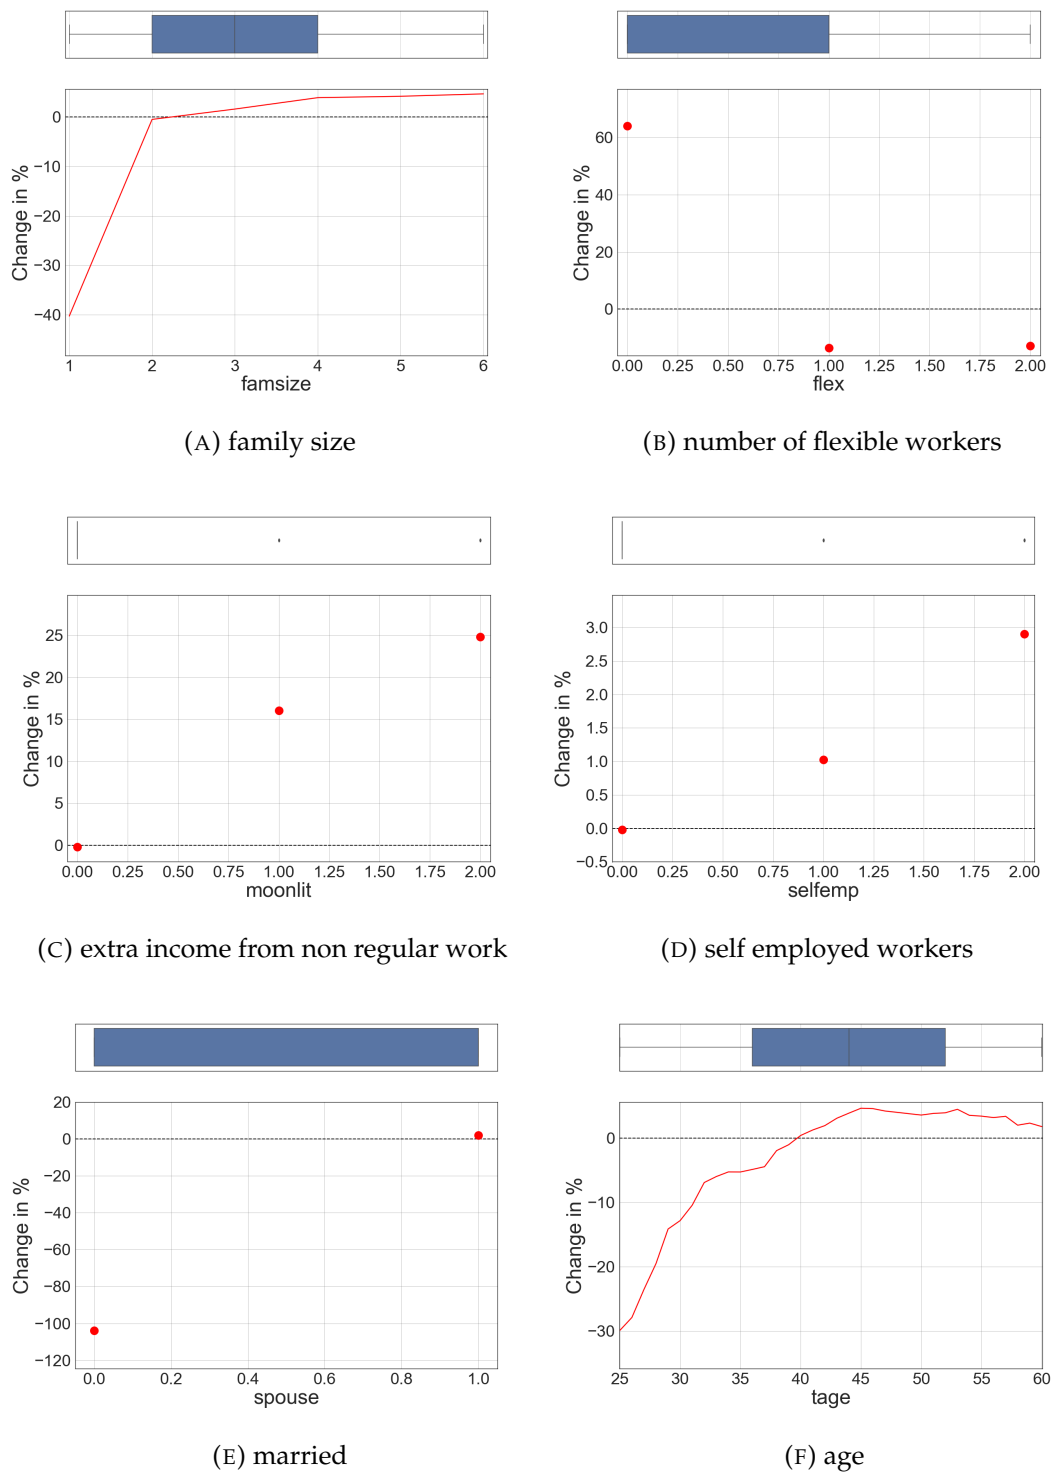 0
−10
−20
−30
−40
Change in %
1 2 3 4 5 6
famsize
(A) family size
60
40
20
0
Change in %
0.00 0.25 0.50 0.75 1.00 1.25 1.50 1.75 2.00
flex
(B) number of flexible workers
25
20
15
10
5
0
Change in %
0.00 0.25 0.50 0.75 1.00 1.25 1.50 1.75 2.00
moonlit
(C) extra income from non regular work
3.0
2.5
2.0
1.5
1.0
0.5
0.0
−0.5
Change in %
0.00 0.25 0.50 0.75 1.00 1.25 1.50 1.75 2.00
selfemp
(D) self employed workers
20
0
−20
−40
−60
−80
−100
−120
Change in %
0.0 0.2 0.4 0.6 0.8 1.0
spouse
(E) married
0
−10
−20
−30
Change in %
25 30 35 40 45 50 55 60
tage
(F) age